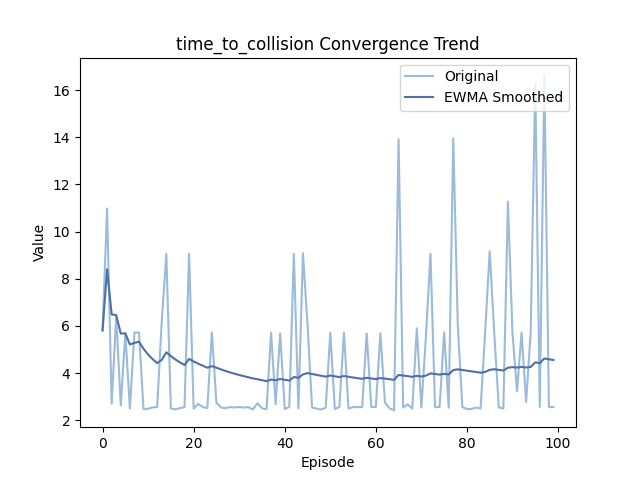 time_to_collision Convergence Trend
Original
EWMA Smoothed
Value
16
14
12
10
8
6
4
2
0 20 40 60 80 100
Episode